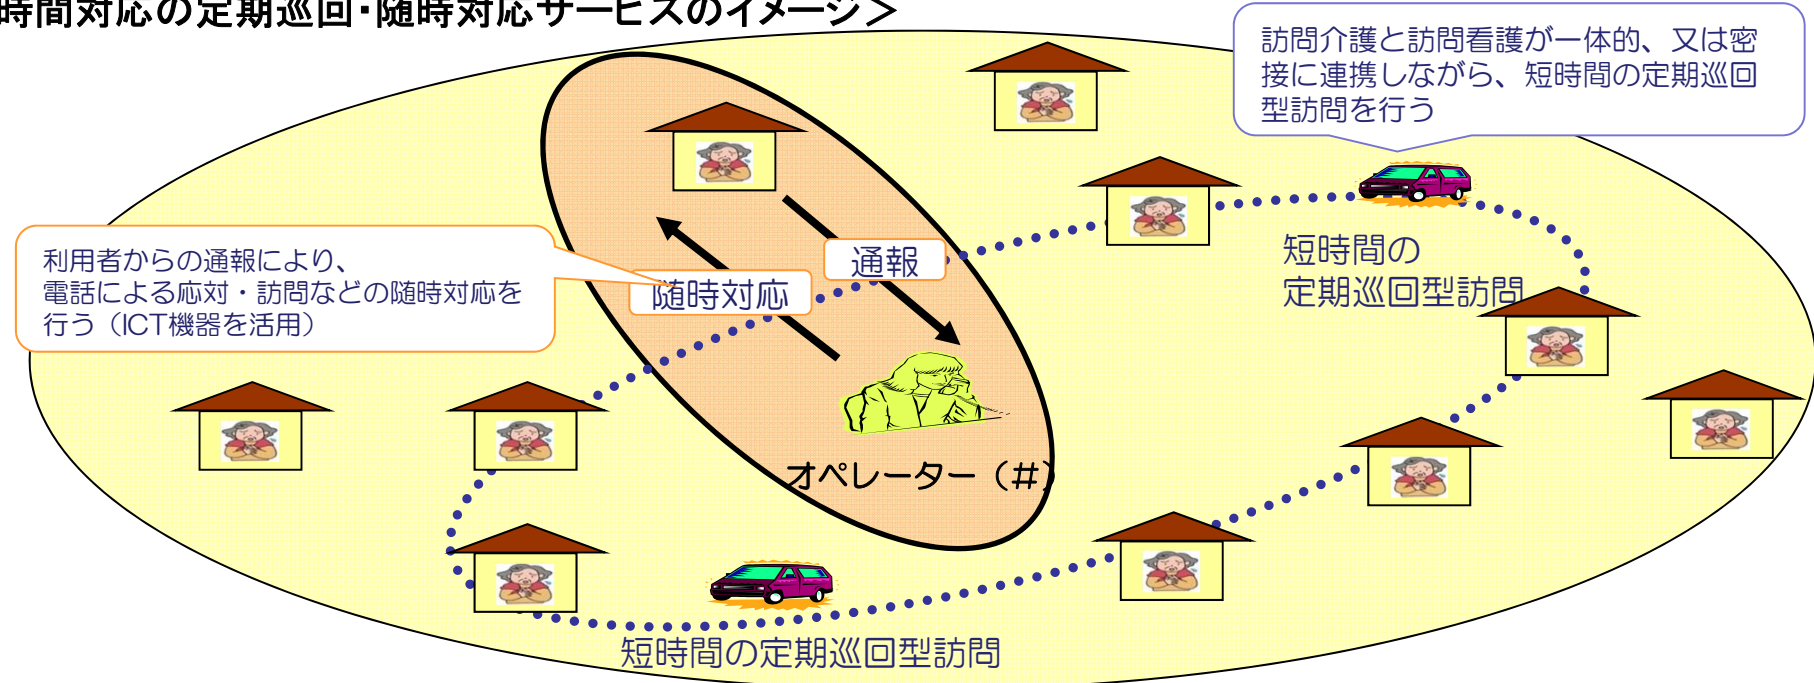 時間対応の定期巡回・随時対応サービスのイメージ＞
訪問介護と訪問看護が一体的、又は密
接に連携しながら、短時間の定期巡回
型訪問を行う
利用者からの通報により、
電話による応対・訪問などの随時対応を
行う（ICT機器を活用）
通報
随時対応
短時間の
定期巡回型訪問
オペレーター（＃）
短時間の定期巡回型訪問